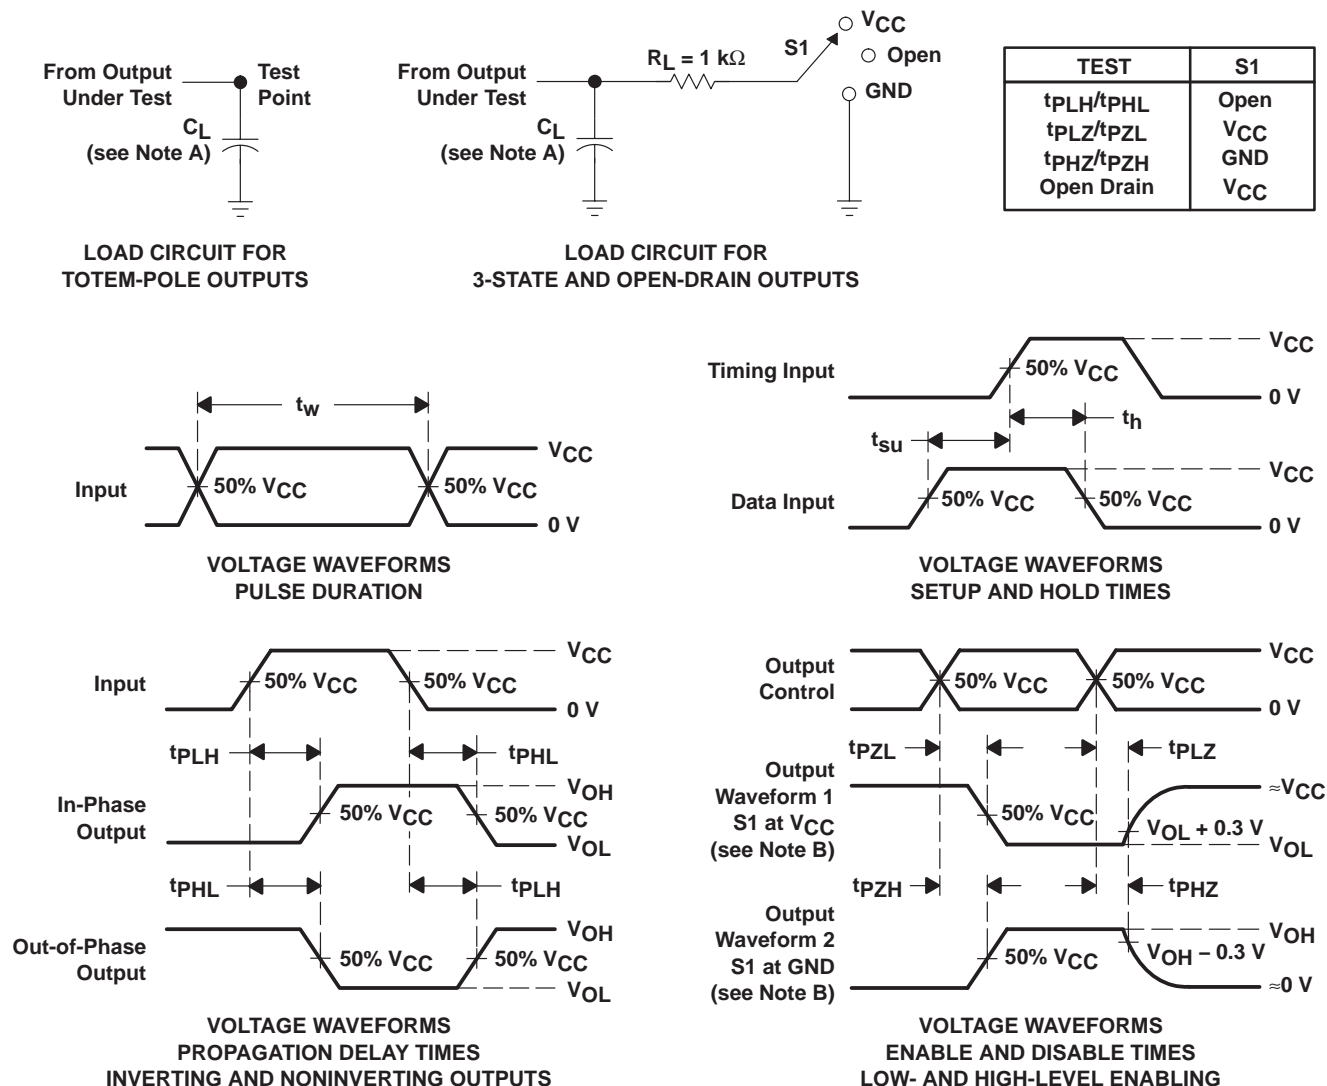 From Output
Under Test
Test
Point
CL
(see Note A)
LOAD CIRCUIT FOR
TOTEM-POLE OUTPUTS
From Output
Under Test
RL = 1 kΩ
S1
VCC
Open
GND
CL
(see Note A)
LOAD CIRCUIT FOR
3-STATE AND OPEN-DRAIN OUTPUTS
TEST S1
tPLH/tPHL Open
tPLZ/tPZL VCC
tPHZ/tPZH GND
Open Drain VCC
tw
Input
50% VCC
50% VCC
VCC
0 V
VOLTAGE WAVEFORMS
PULSE DURATION
Timing Input
50% VCC
VCC
0 V
tsu
th
Data Input
50% VCC
50% VCC
VCC
0 V
VOLTAGE WAVEFORMS
SETUP AND HOLD TIMES
Input
50% VCC
50% VCC
VCC
0 V
tPLH
tPHL
In-Phase
Output
50% VCC
50% VCC
VOH
VOL
tPHL
tPLH
Out-of-Phase
Output
50% VCC
50% VCC
VOH
VOL
VOLTAGE WAVEFORMS
PROPAGATION DELAY TIMES
INVERTING AND NONINVERTING OUTPUTS
Output
Control
50% VCC
50% VCC
VCC
0 V
tPZL
tPLZ
Output
Waveform 1
S1 at VCC
(see Note B)
50% VCC
VOL + 0.3 V
≈VCC
VOL
tPZH
tPHZ
Output
Waveform 2
S1 at GND
(see Note B)
50% VCC
VOH − 0.3 V
VOH
≈0 V
VOLTAGE WAVEFORMS
ENABLE AND DISABLE TIMES
LOW- AND HIGH-LEVEL ENABLING